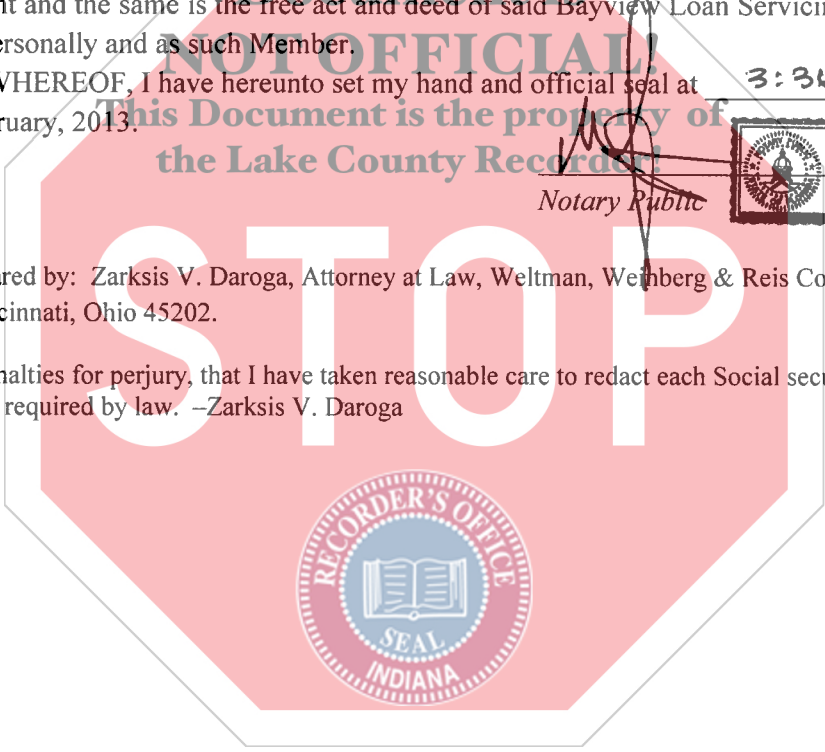 nt and the same is the free act and deed of said Bayview Loan Servicin
ersonally and as such Member.
NOT OFFICIAL!
WHEREOF, I have hereunto set my hand and official seal at 3:34
ruary, 2013.
This Document is the property of
the Lake County Recorder!
Notary Public
ared by: Zarksis V. Daroga, Attorney at Law, Weltman, Weinberg & Reis Co
cinnati, Ohio 45202.
nalties for perjury, that I have taken reasonable care to redact each Social secu
required by law. –Zarksis V. Daroga
STOP
RECORDER'S OFFICE
SEAL
INDIANA